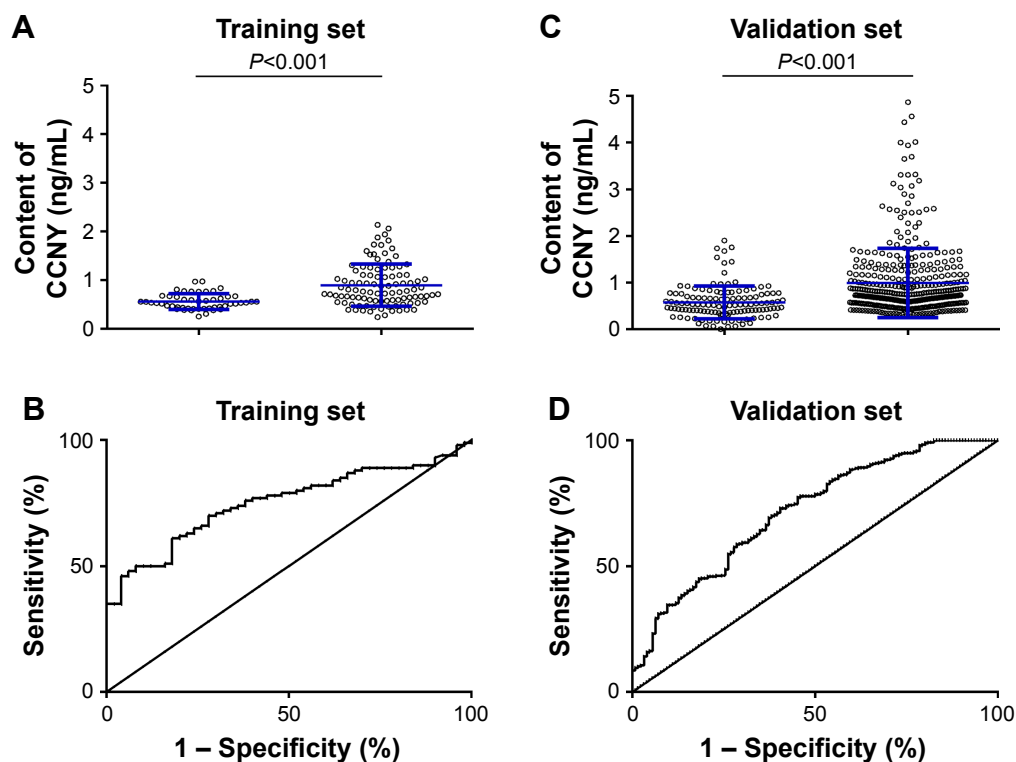 A
Training set
P<0.001
Content of
CCNY (ng/mL)
5
4
3
2
1
0
C
Validation set
P<0.001
Content of
CCNY (ng/mL)
5
4
3
2
1
0
B
Training set
Sensitivity (%)
100
50
0
0
50
100
1 – Specificity (%)
D
Validation set
Sensitivity (%)
100
50
0
0
50
100
1 – Specificity (%)